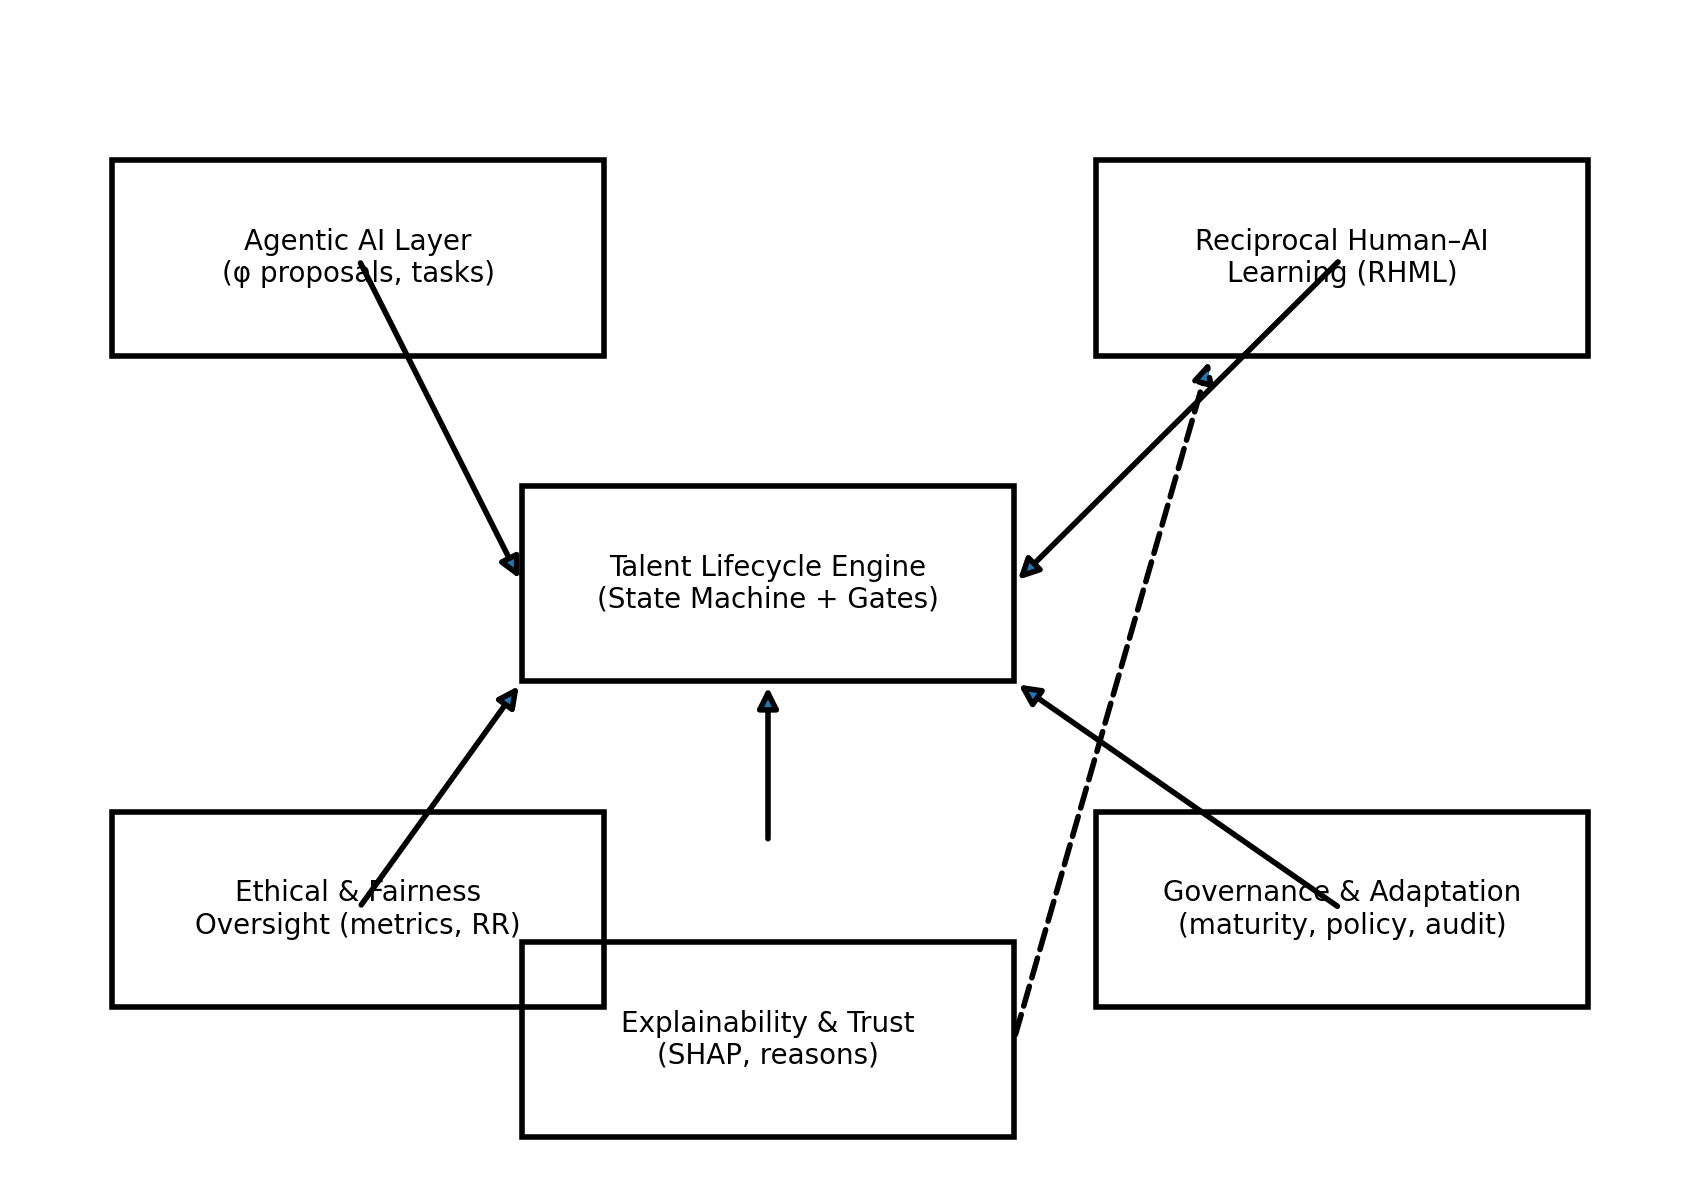 Agentic AI Layer
(φ proposals, tasks)
Reciprocal Human–AI
Learning (RHML)
Talent Lifecycle Engine
(State Machine + Gates)
Ethical & Fairness
Oversight (metrics, RR)
Governance & Adaptation
(maturity, policy, audit)
Explainability & Trust
(SHAP, reasons)